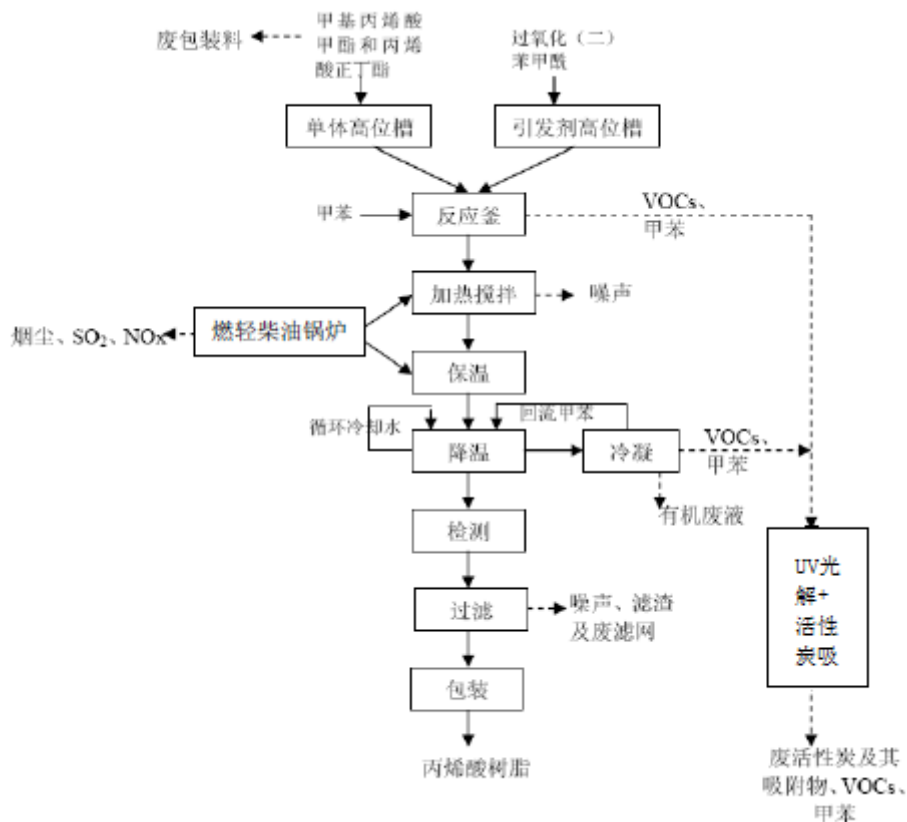 甲基丙烯酸
甲酯和丙烯
酸正丁酯
废包装料
过氧化（二）
苯甲酰
单体高位槽
引发剂高位槽
甲苯
反应釜
VOCs、
甲苯
加热搅拌
噪声
烟尘、SO₂、NOx
燃轻柴油锅炉
保温
循环冷却水
回流甲苯
降温
冷凝
VOCs、
甲苯
有机废液
检测
UV光
解+
活性
炭吸
过滤
噪声、滤渣
及废滤网
包装
丙烯酸树脂
废活性炭及其
吸附物、VOCs、
甲苯